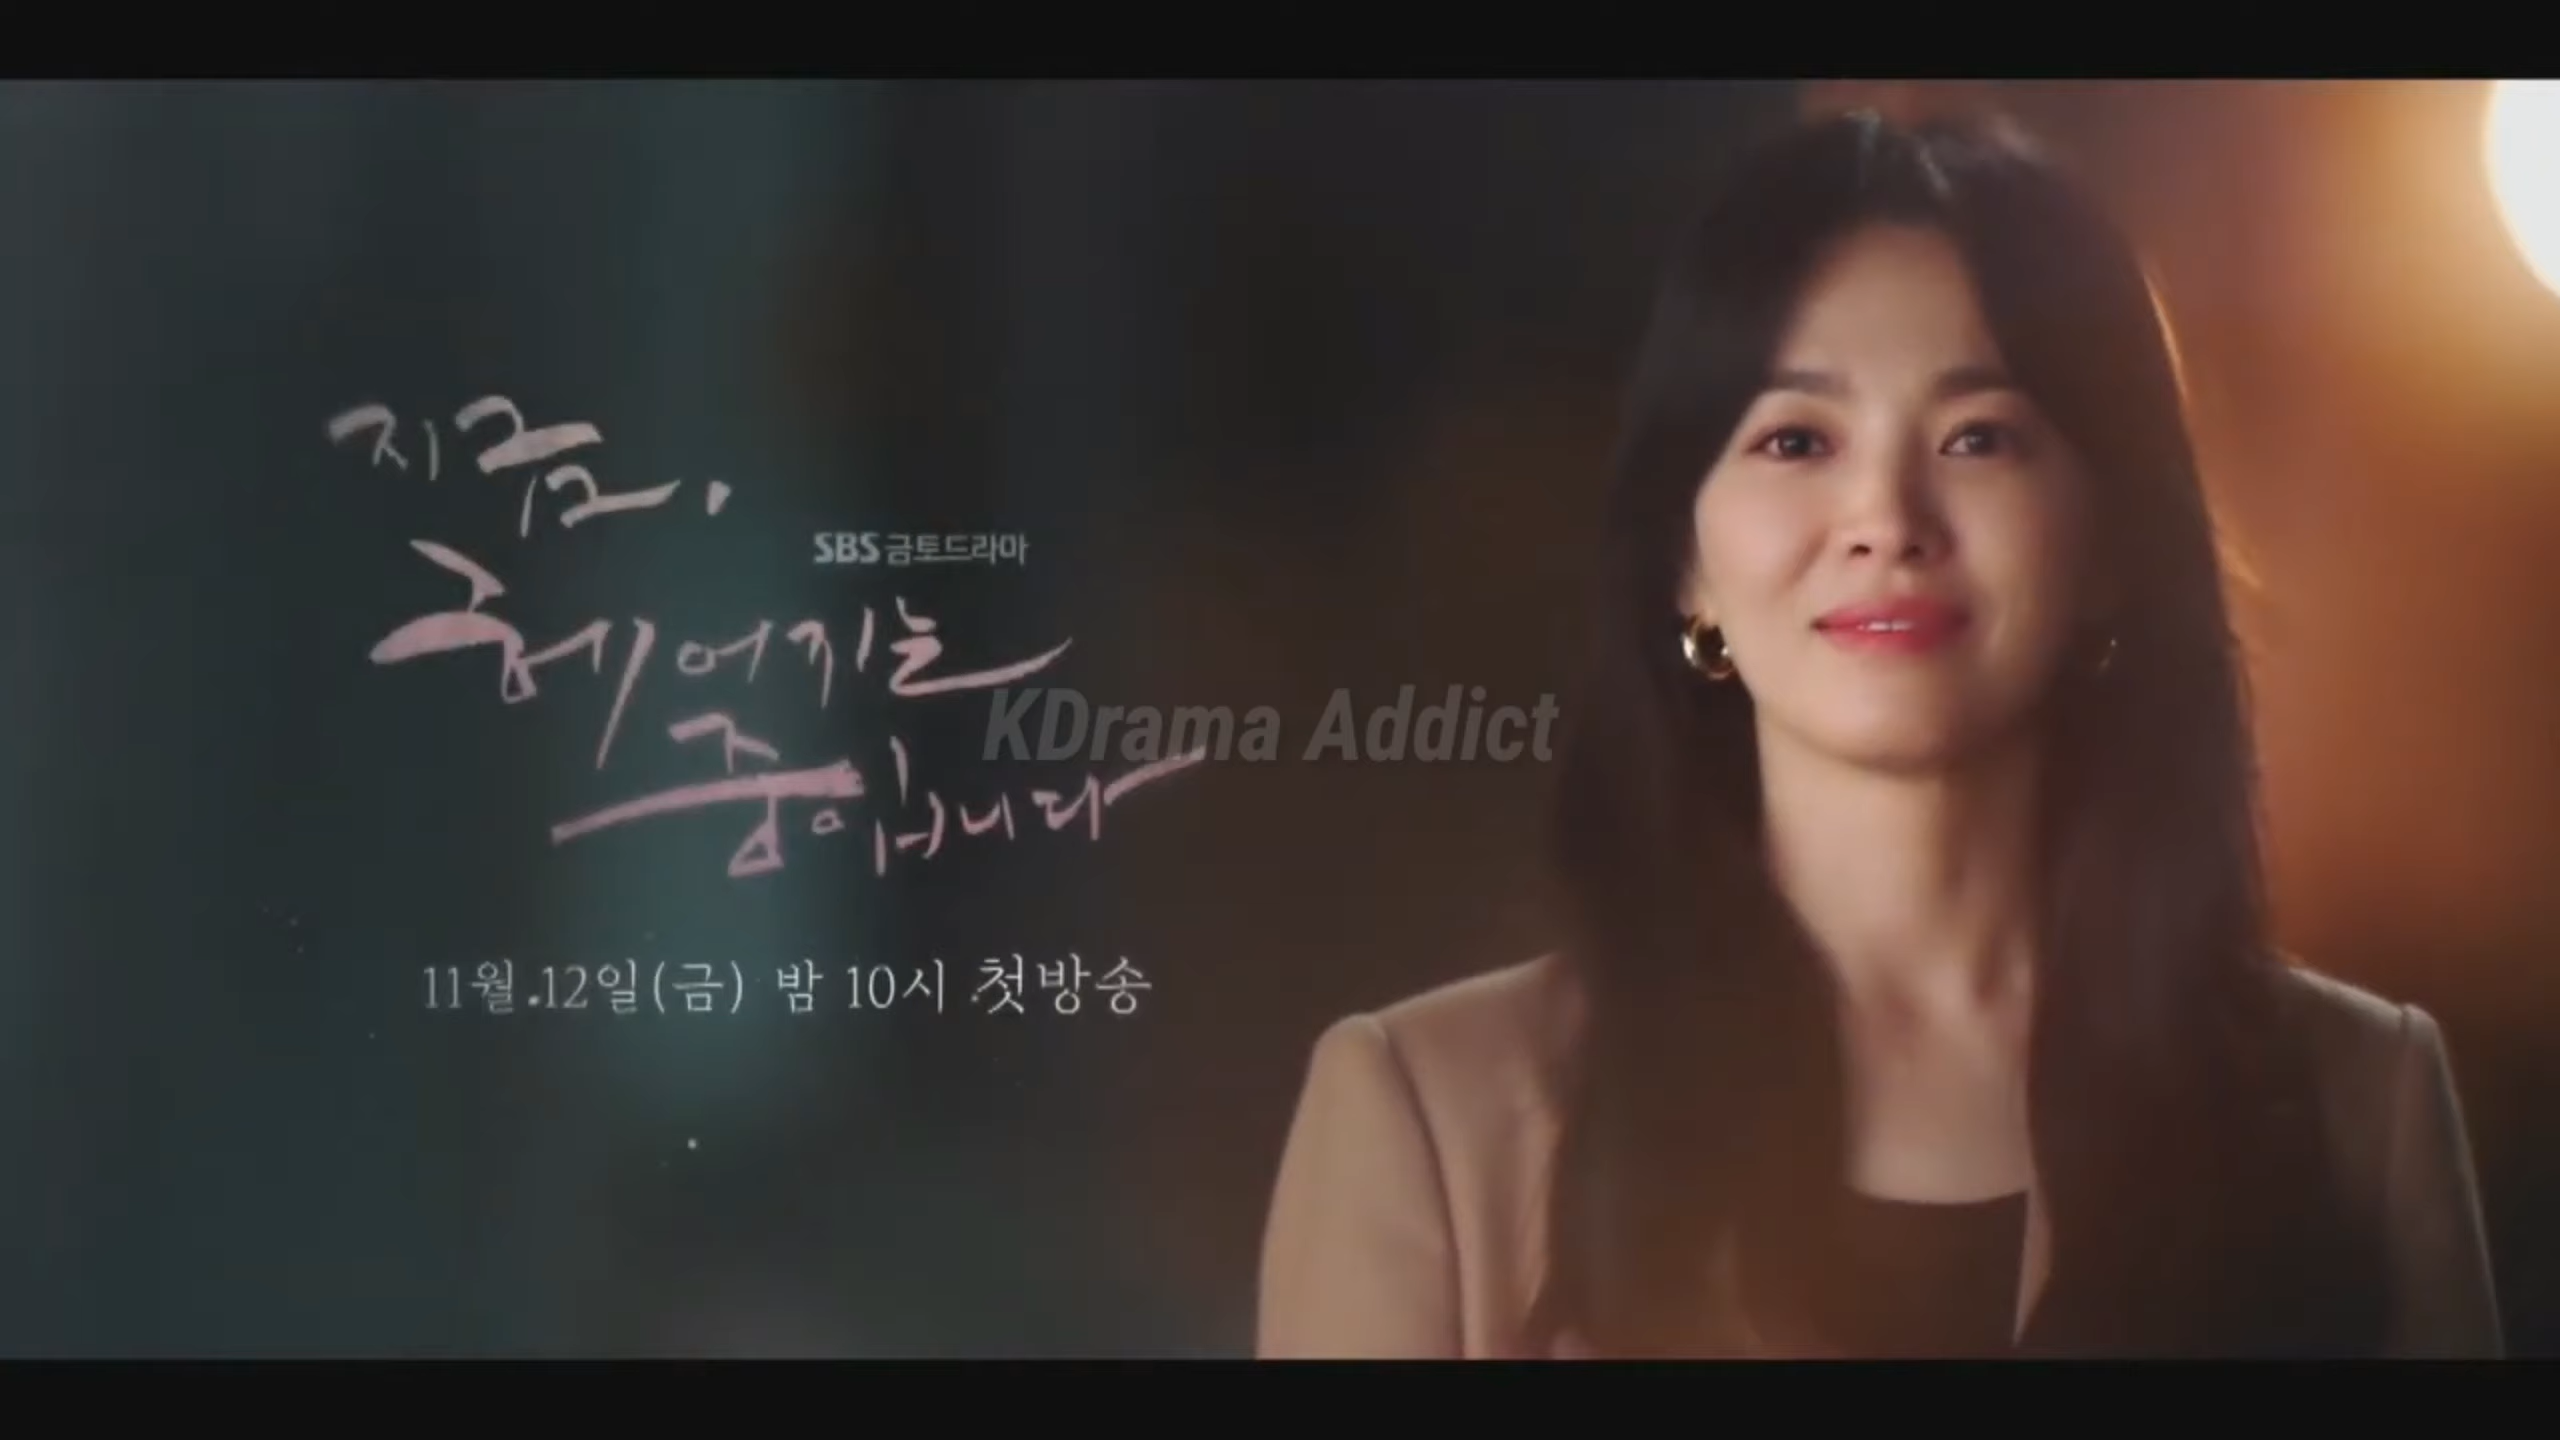 지금,
SBS 금토드라마
헤어지는
중입니다
KDrama Addict
11월 12일(금) 밤 10시 첫방송